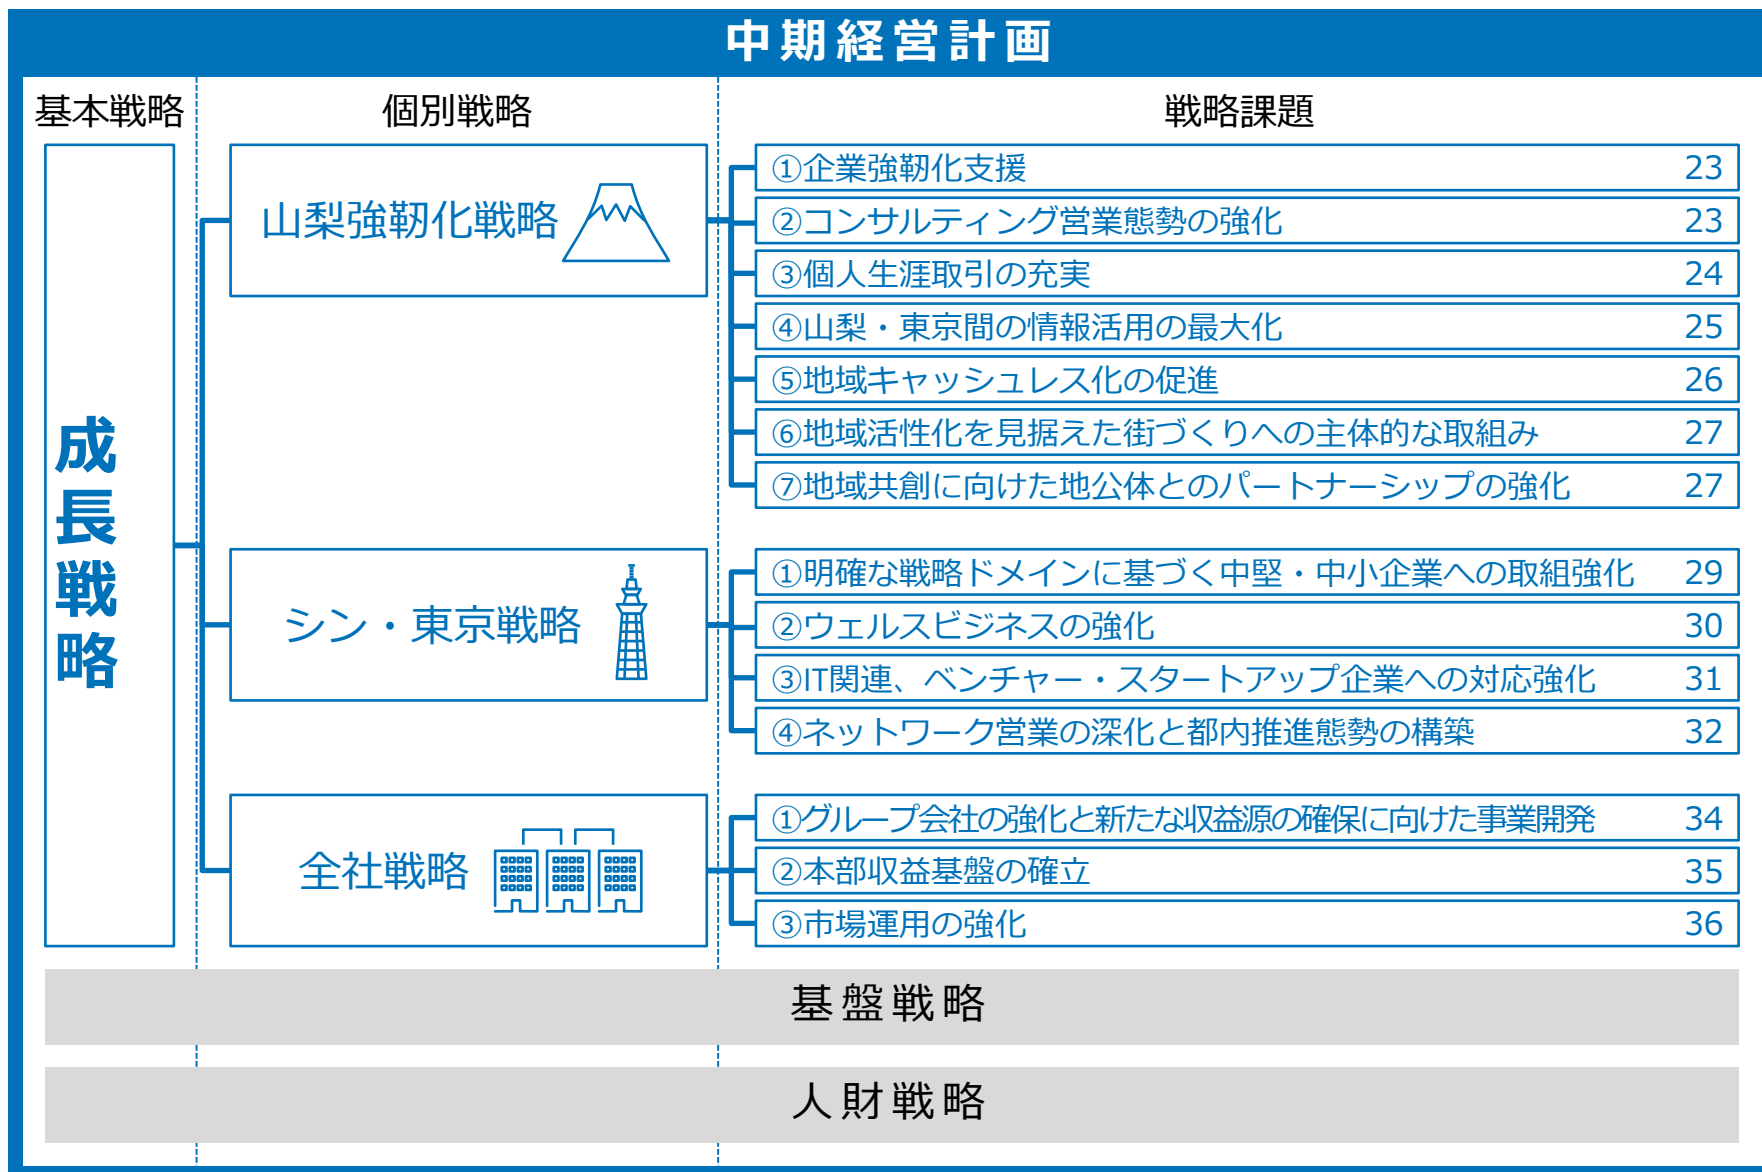 中期経営計画
基本戦略
個別戦略
戦略課題
成長戦略
山梨強靭化戦略
①企業強靭化支援 23
②コンサルティング営業態勢の強化 23
③個人生涯取引の充実 24
④山梨・東京間の情報活用の最大化 25
⑤地域キャッシュレス化の促進 26
⑥地域活性化を見据えた街づくりへの主体的な取組み 27
⑦地域共創に向けた地公体とのパートナーシップの強化 27
シン・東京戦略
①明確な戦略ドメインに基づく中堅・中小企業への取組強化 29
②ウェルスビジネスの強化 30
③IT関連、ベンチャー・スタートアップ企業への対応強化 31
④ネットワーク営業の深化と都内推進態勢の構築 32
全社戦略
①グループ会社の強化と新たな収益源の確保に向けた事業開発 34
②本部収益基盤の確立 35
③市場運用の強化 36
基盤戦略
人財戦略